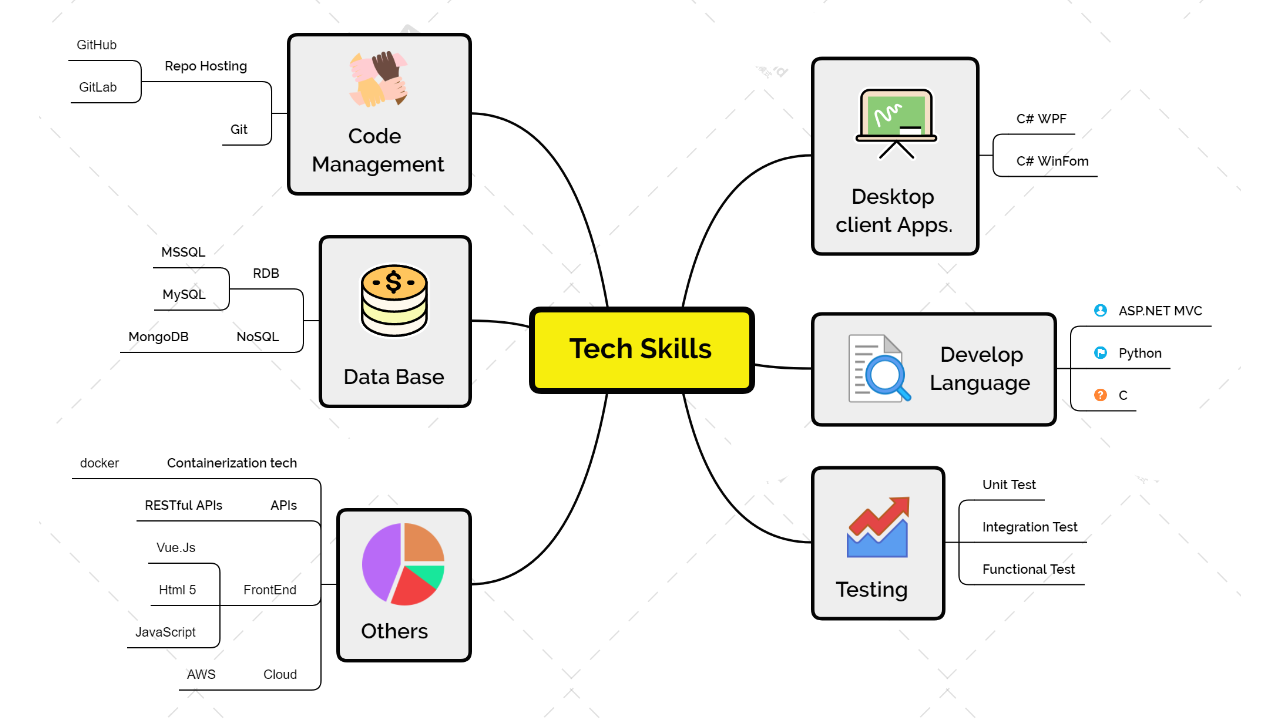 GitHub
GitLab
Repo Hosting
Git
Code
Management
MSSQL
MySQL
RDB
MongoDB
NoSQL
$
Data Base
docker
Containerization tech
RESTful APIs
APIs
Vue.Js
Html 5
JavaScript
FrontEnd
AWS
Cloud
Others
Tech Skills
Desktop
client Apps.
C# WPF
C# WinFom
Develop
Language
ASP.NET MVC
Python
? C
Testing
Unit Test
Integration Test
Functional Test